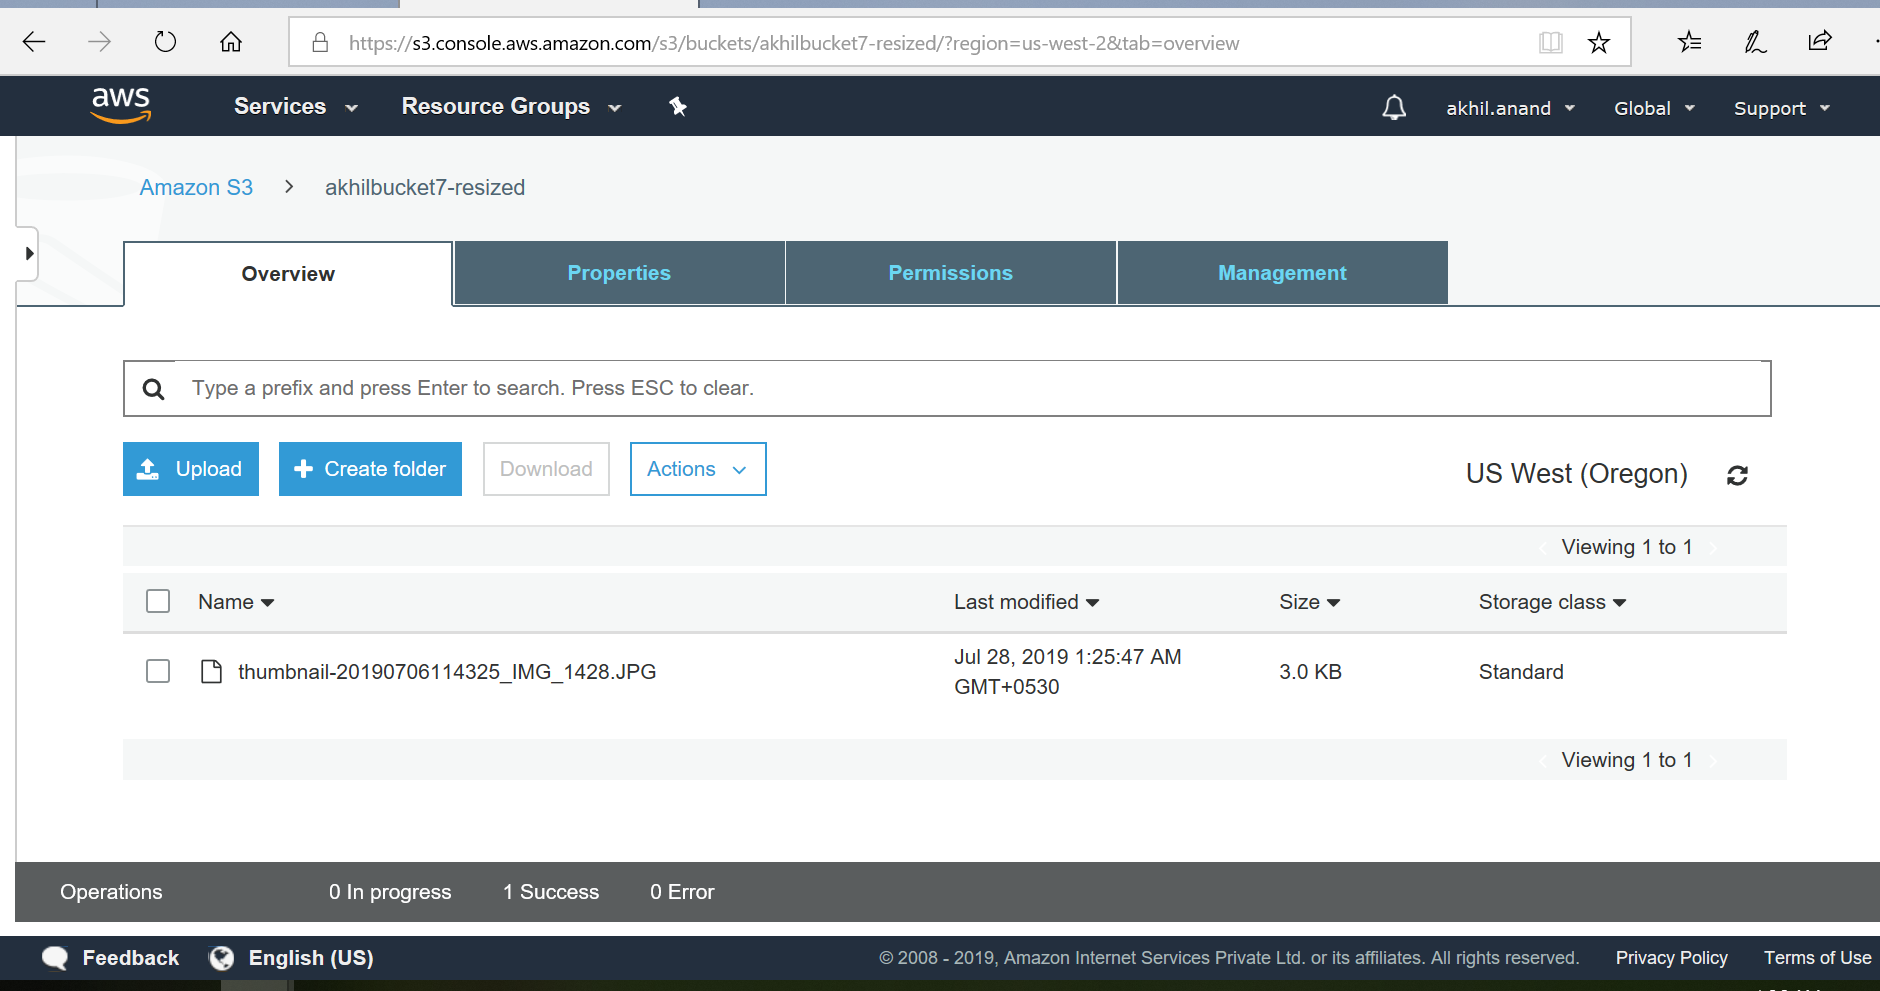 https://s3.console.aws.amazon.com/s3/buckets/akhilbucket7-resized/?region=us-west-2&tab=overview
aws Services Resource Groups akhil.anand Global Support
Amazon S3 > akhilbucket7-resized
Overview Properties Permissions Management
Type a prefix and press Enter to search. Press ESC to clear.
Upload Create folder Download Actions US West (Oregon)
Viewing 1 to 1
Name Last modified Size Storage class
thumbnail-20190706114325_IMG_1428.JPG Jul 28, 2019 1:25:47 AM 3.0 KB Standard
GMT+0530
Viewing 1 to 1
Operations 0 In progress 1 Success 0 Error
Feedback English (US) © 2008 - 2019, Amazon Internet Services Private Ltd. or its affiliates. All rights reserved. Privacy Policy Terms of Use